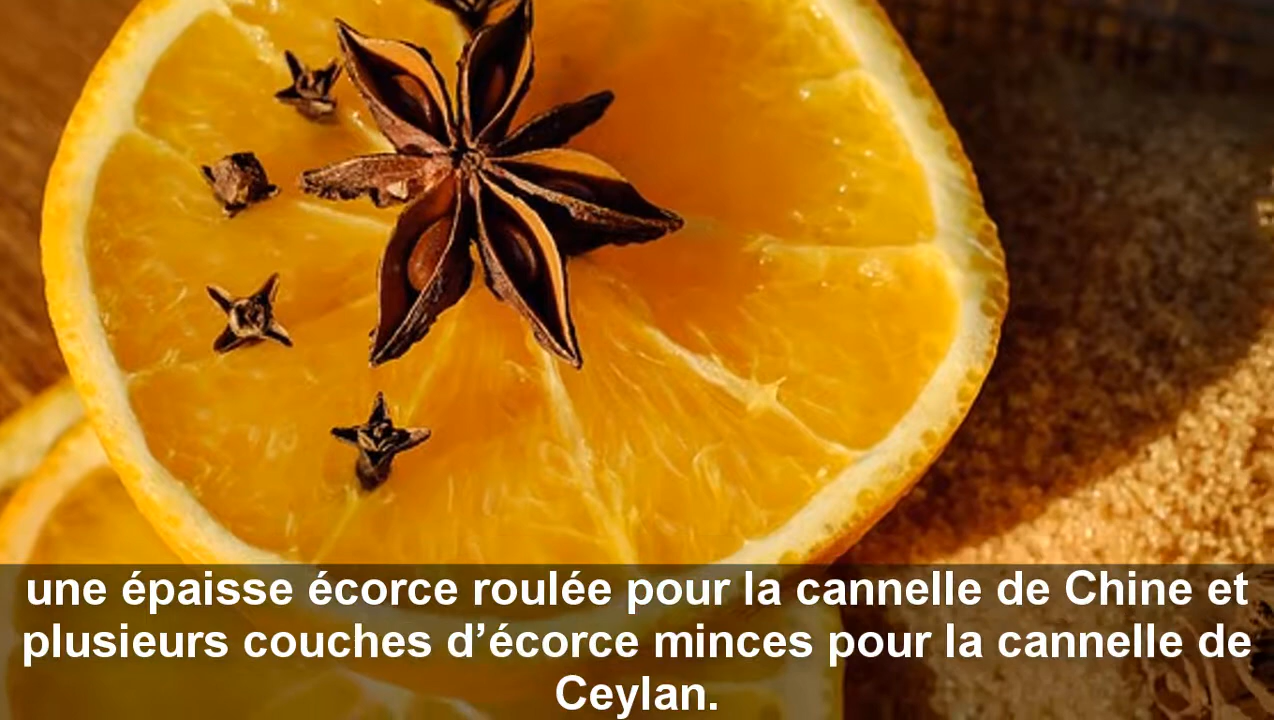 une épaisse écorce roulée pour la cannelle de Chine et
plusieurs couches d’écorce minces pour la cannelle de
Ceylan.